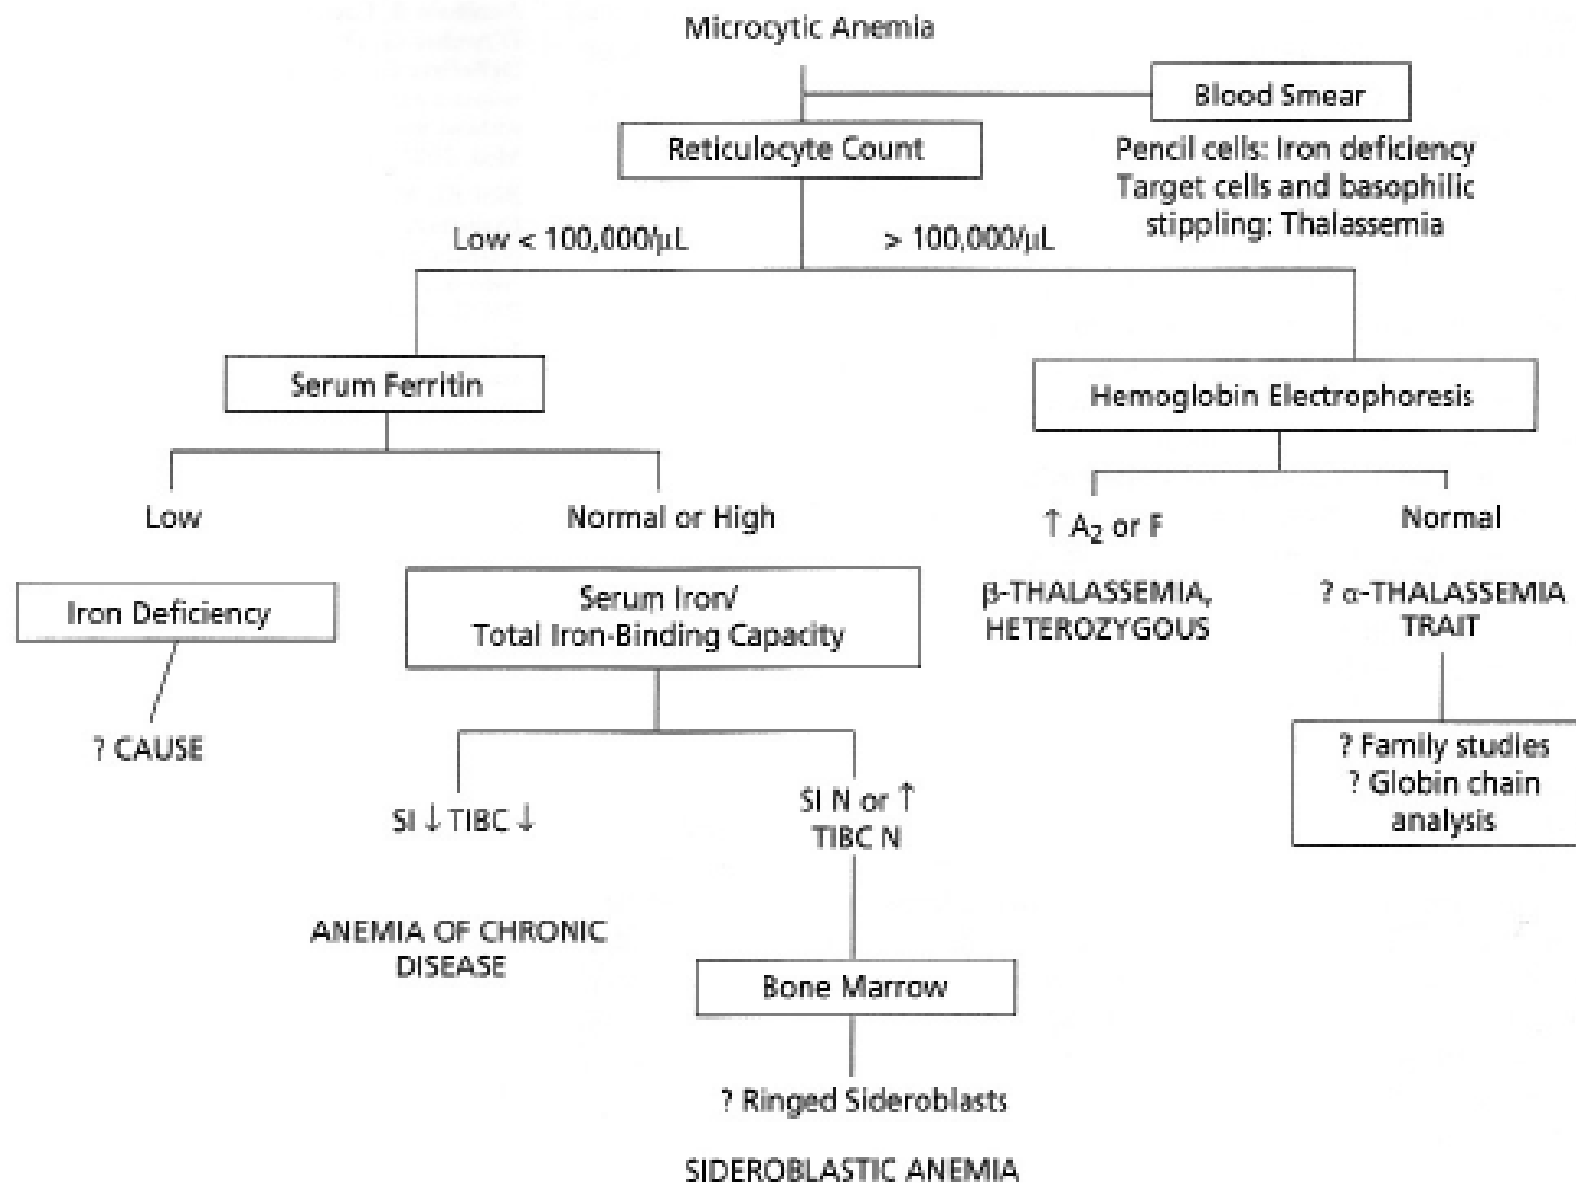 Microcytic Anemia
Blood Smear
Reticulocyte Count
Pencil cells: Iron deficiency
Target cells and basophilic
stippling: Thalassemia
Low < 100,000/μL
> 100,000/μL
Serum Ferritin
Hemoglobin Electrophoresis
Low
Normal or High
↑ A₂ or F
Normal
Iron Deficiency
Serum Iron/
Total Iron-Binding Capacity
β-THALASSEMIA,
HETEROZYGOUS
? α-THALASSEMIA
TRAIT
? CAUSE
? Family studies
? Globin chain
analysis
SI ↓ TIBC ↓
SI N or ↑
TIBC N
ANEMIA OF CHRONIC
DISEASE
Bone Marrow
? Ringed Sideroblasts
SIDEROBLASTIC ANEMIA